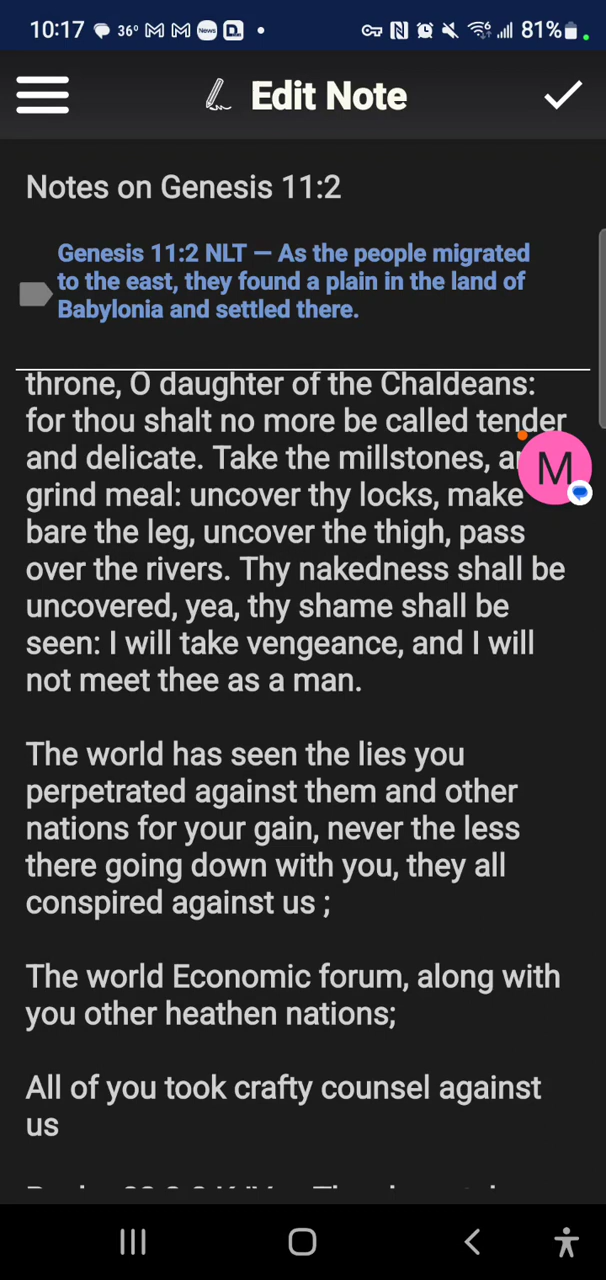 10:17 36° News D. 81%
Edit Note
Notes on Genesis 11:2
Genesis 11:2 NLT – As the people migrated
to the east, they found a plain in the land of
Babylonia and settled there.
throne, O daughter of the Chaldeans:
for thou shalt no more be called tender
and delicate. Take the millstones,
grind meal: uncover thy locks, make
bare the leg, uncover the thigh, pass
over the rivers. Thy nakedness shall be
uncovered, yea, thy shame shall be
seen: I will take vengeance, and I will
not meet thee as a man.
The world has seen the lies you
perpetrated against them and other
nations for your gain, never the less
there going down with you, they all
conspired against us ;
The world Economic forum, along with
you other heathen nations;
All of you took crafty counsel against
us
M